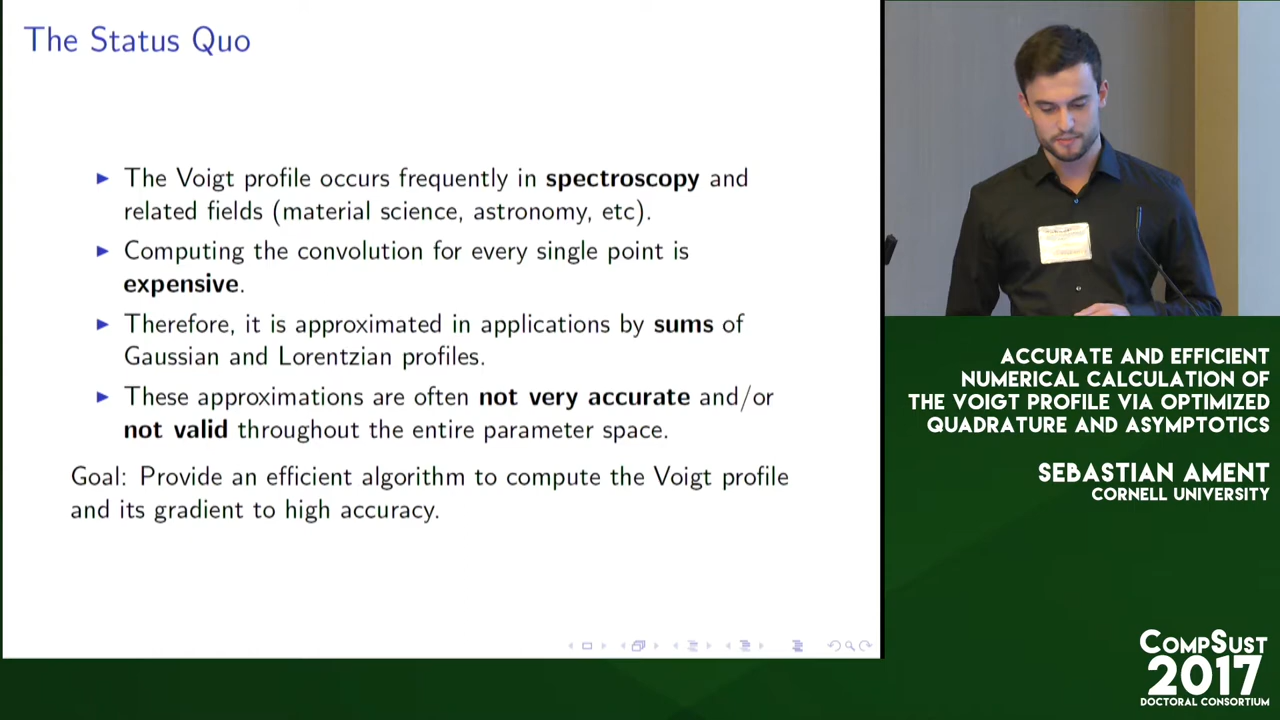 The Status Quo
The Voigt profile occurs frequently in spectroscopy and
related fields (material science, astronomy, etc).
Computing the convolution for every single point is
expensive.
Therefore, it is approximated in applications by sums of
Gaussian and Lorentzian profiles.
These approximations are often not very accurate and/or
not valid throughout the entire parameter space.
Goal: Provide an efficient algorithm to compute the Voigt profile
and its gradient to high accuracy.
ACCURATE AND EFFICIENT
NUMERICAL CALCULATION OF
THE VOIGT PROFILE VIA OPTIMIZED
QUADRATURE AND ASYMPTOTICS
SEBASTIAN AMENT
CORNELL UNIVERSITY
COMPSUST
2017
DOCTORAL CONSORTIUM